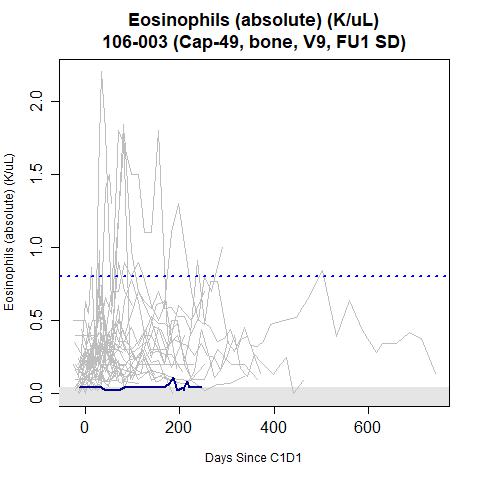 Eosinophils (absolute) (K/uL)
106-003 (Cap-49, bone, V9, FU1 SD)
Eosinophils (absolute) (K/uL)
2.0
1.5
1.0
0.5
0.0
0 200 400 600
Days Since C1D1